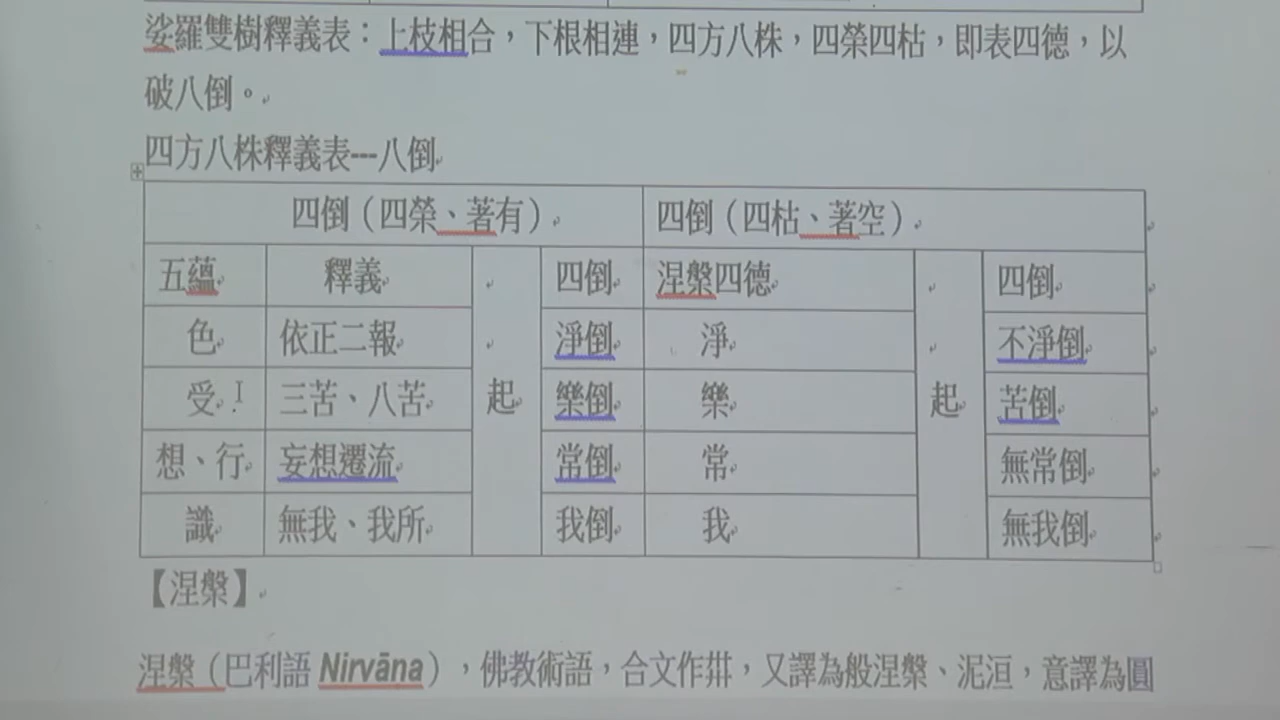 娑羅雙樹釋義表：上枝相合，下根相連，四方八株，四榮四枯，即表四德，以
破八倒。
四方八株釋義表---八倒
四倒（四榮、著有） 四倒（四枯、著空）
五蘊 釋義 四倒 涅槃四德 四倒
色 依正二報 淨倒 淨 不淨倒
受 三苦、八苦 起 樂倒 樂 起 苦倒
想、行 妄想遷流 常倒 常 無常倒
識 無我、我所 我倒 我 無我倒
【涅槃】
涅槃（巴利語 Nirvāna），佛教術語，合文作𦬇，又譯為般涅槃、泥洹，意譯為圓